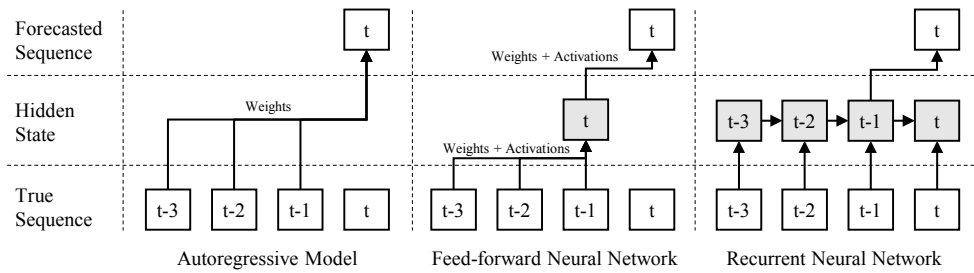 Forecasted
Sequence
t
t
t
Weights + Activations
Hidden
State
Weights
t
t-3
t-2
t-1
t
Weights + Activations
True
Sequence
t-3
t-2
t-1
t
t-3
t-2
t-1
t
t-3
t-2
t-1
t
Autoregressive Model
Feed-forward Neural Network
Recurrent Neural Network